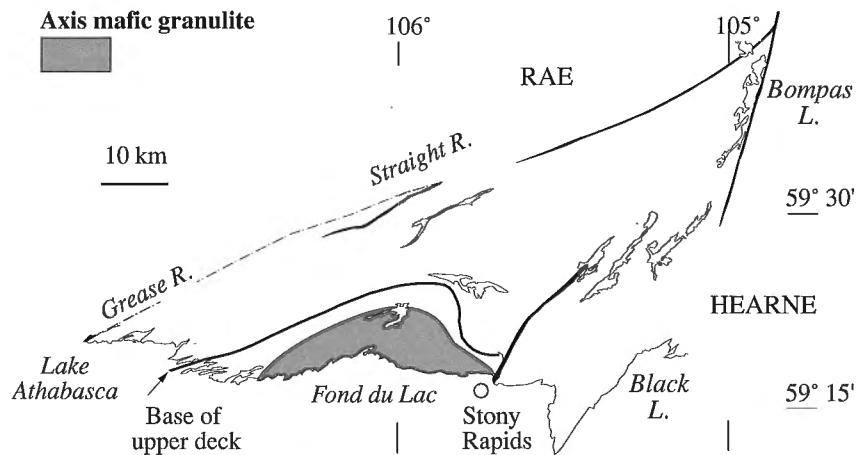 Axis mafic granulite
106°
105°
RAE
Bompas
L.
10 km
Straight R.
59° 30'
Grease R.
HEARNE
Lake
Athabasca
Fond du Lac
Black
L.
59° 15'
Base of
upper deck
Stony
Rapids